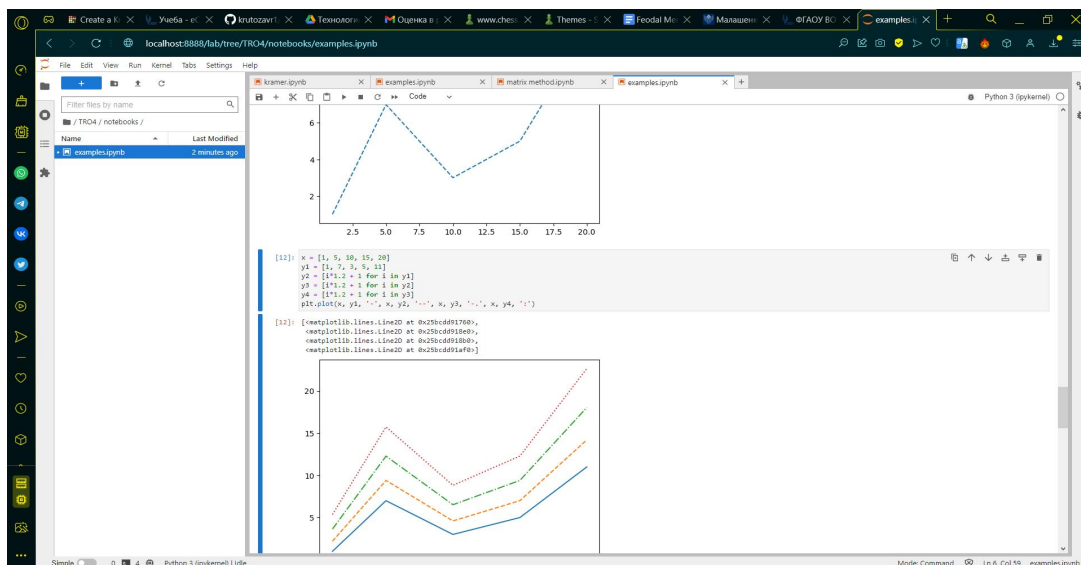 Create a К
Учеба - eC
krutozavr1.
Технологи
Оценка в
www.chess
Themes - S
Feodal Mec
Малашенк
ФГАОУ ВО
examples.ip
localhost:8888/lab/tree/TRO4/notebooks/examples.ipynb
File Edit View Run Kernel Tabs Settings Help
Filter files by name
/ TRO4 / notebooks /
Name Last Modified
examples.ipynb 2 minutes ago
kramer.ipynb
examples.ipynb
matrix method.ipynb
examples.ipynb
Code
Python 3 (ipykernel)
6
4
2
2.5 5.0 7.5 10.0 12.5 15.0 17.5 20.0
[12]: x = [1, 5, 10, 15, 20]
y1 = [1, 7, 3, 5, 11]
y2 = [i*1.2 + 1 for i in y1]
y3 = [i*1.2 + 1 for i in y2]
y4 = [i*1.2 + 1 for i in y3]
plt.plot(x, y1, '-', x, y2, '--', x, y3, '-.', x, y4, ':')
[12]: [<matplotlib.lines.Line2D at 0x25bcdd91760>,
<matplotlib.lines.Line2D at 0x25bcdd918e0>,
<matplotlib.lines.Line2D at 0x25bcdd918b0>,
<matplotlib.lines.Line2D at 0x25bcdd91af0>]
20
15
10
5
Simple 0 4 Python 3 (ipykernel) | Idle
Mode: Command Ln 6, Col 59 examples.ipynb